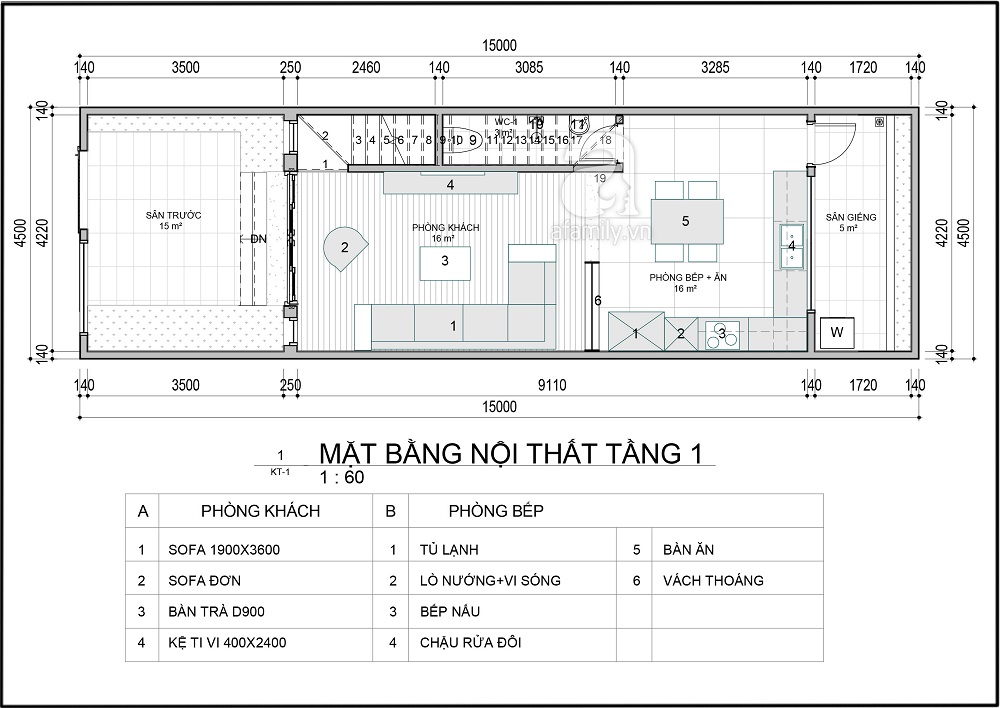 15000
140 3500 250 2460 140 3085 140 3285 140 1720 140
140
4500
4220
140
140
4220
4500
140
WC-1
3 m²
1 2 3 4 5 6 7 8 9 10 11 12 13 14 15 16 17 18 19
9
19
11
SÂN TRƯỚC
15 m²
ĐN
4
2
PHÒNG KHÁCH
16 m²
3
1
afamily.vn
5
PHÒNG BẾP + ĂN
16 m²
6
4
1 2 3
SÂN GIẾNG
5 m²
W
140 3500 250 9110 140 1720 140
15000
1
KT-1
MẶT BẰNG NỘI THẤT TẦNG 1
1 : 60
A PHÒNG KHÁCH B PHÒNG BẾP
1 SOFA 1900X3600 1 TỦ LẠNH 5 BÀN ĂN
2 SOFA ĐƠN 2 LÒ NƯỚNG+VI SÓNG 6 VÁCH THOÁNG
3 BÀN TRÀ D900 3 BẾP NẤU
4 KỆ TI VI 400X2400 4 CHẬU RỬA ĐÔI